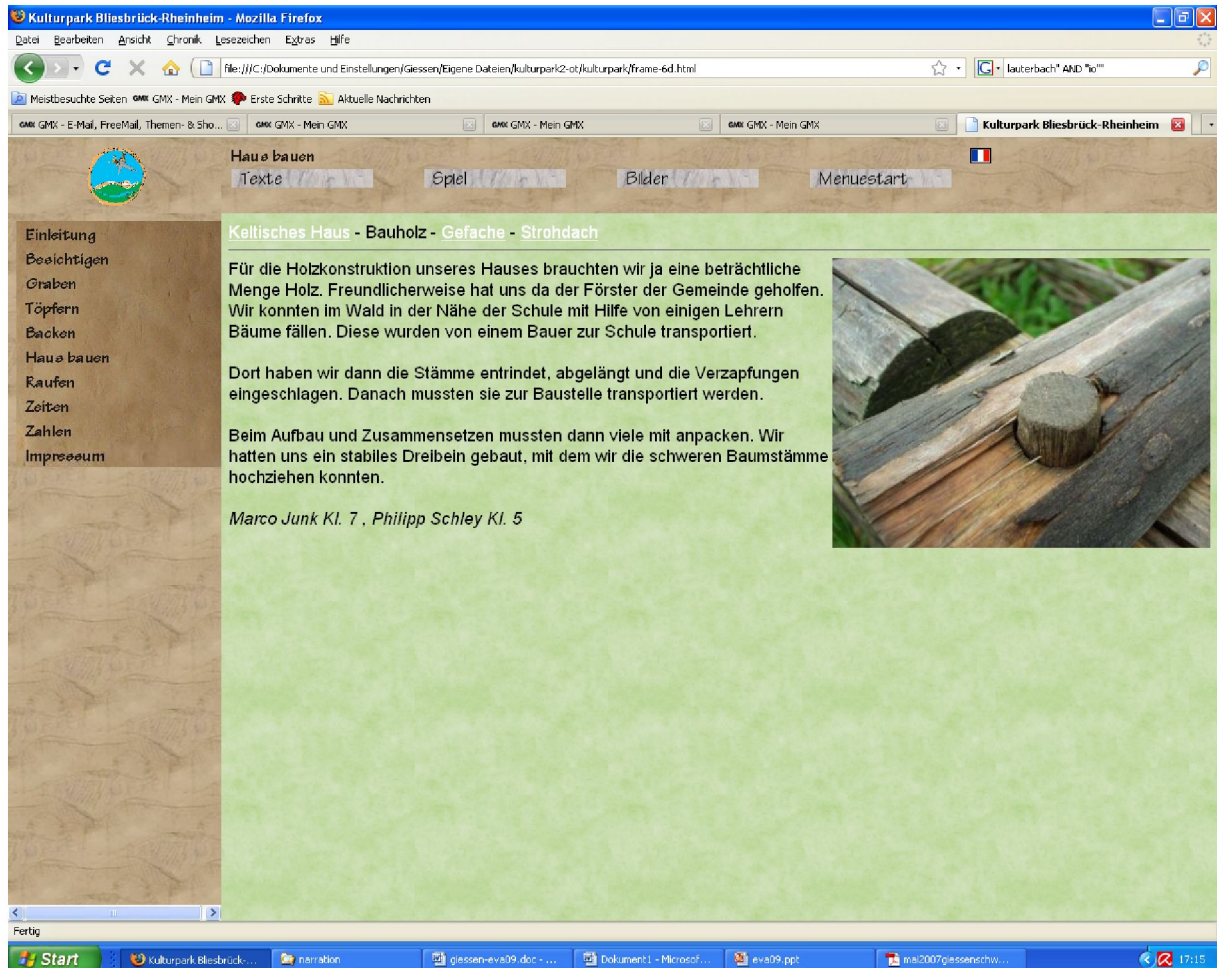 Kulturpark Bliesbrück-Rheinheim - Mozilla Firefox
Datei Bearbeiten Ansicht Chronik Lesezeichen Extras Hilfe
file:///C:/Dokumente und Einstellungen/Giessen/Eigene Dateien/kulturpark2-ot/kulturpark/frame-6d.html
lauterbach" AND "io""
Meistbesuchte Seiten GMX GMX - Mein GMX Erste Schritte Aktuelle Nachrichten
GMX GMX - E-Mail, FreeMail, Themen- & Sho... GMX GMX - Mein GMX GMX GMX - Mein GMX GMX GMX - Mein GMX Kulturpark Bliesbrück-Rheinheim
Haus bauen
Texte Spiel Bilder Menuestart
Einleitung
Besichtigen
Graben
Töpfern
Backen
Haus bauen
Raufen
Zeiten
Zahlen
Impressum
Keltisches Haus - Bauholz - Gefache - Strohdach
Für die Holzkonstruktion unseres Hauses brauchten wir ja eine beträchtliche
Menge Holz. Freundlicherweise hat uns da der Förster der Gemeinde geholfen.
Wir konnten im Wald in der Nähe der Schule mit Hilfe von einigen Lehrern
Bäume fällen. Diese wurden von einem Bauer zur Schule transportiert.
Dort haben wir dann die Stämme entrindet, abgelängt und die Verzapfungen
eingeschlagen. Danach mussten sie zur Baustelle transportiert werden.
Beim Aufbau und Zusammensetzen mussten dann viele mit anpacken. Wir
hatten uns ein stabiles Dreibein gebaut, mit dem wir die schweren Baumstämme
hochziehen konnten.
Marco Junk Kl. 7 , Philipp Schley Kl. 5
Fertig
Start Kulturpark Bliesbrück-... narration giessen-eva09.doc - ... Dokument1 - Microsof... eva09.ppt mai2007giessenschw... 17:15